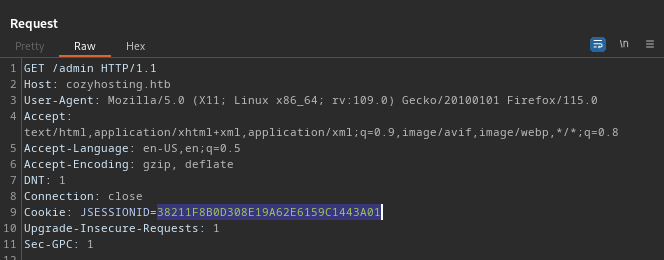 Request
Pretty Raw Hex \n
1 GET /admin HTTP/1.1
2 Host: cozyhosting.htb
3 User-Agent: Mozilla/5.0 (X11; Linux x86_64; rv:109.0) Gecko/20100101 Firefox/115.0
4 Accept:
text/html,application/xhtml+xml,application/xml;q=0.9,image/avif,image/webp,*/*;q=0.8
5 Accept-Language: en-US,en;q=0.5
6 Accept-Encoding: gzip, deflate
7 DNT: 1
8 Connection: close
9 Cookie: JSESSIONID=38211F8B0D308E19A62E6159C1443A01
10 Upgrade-Insecure-Requests: 1
11 Sec-GPC: 1
12